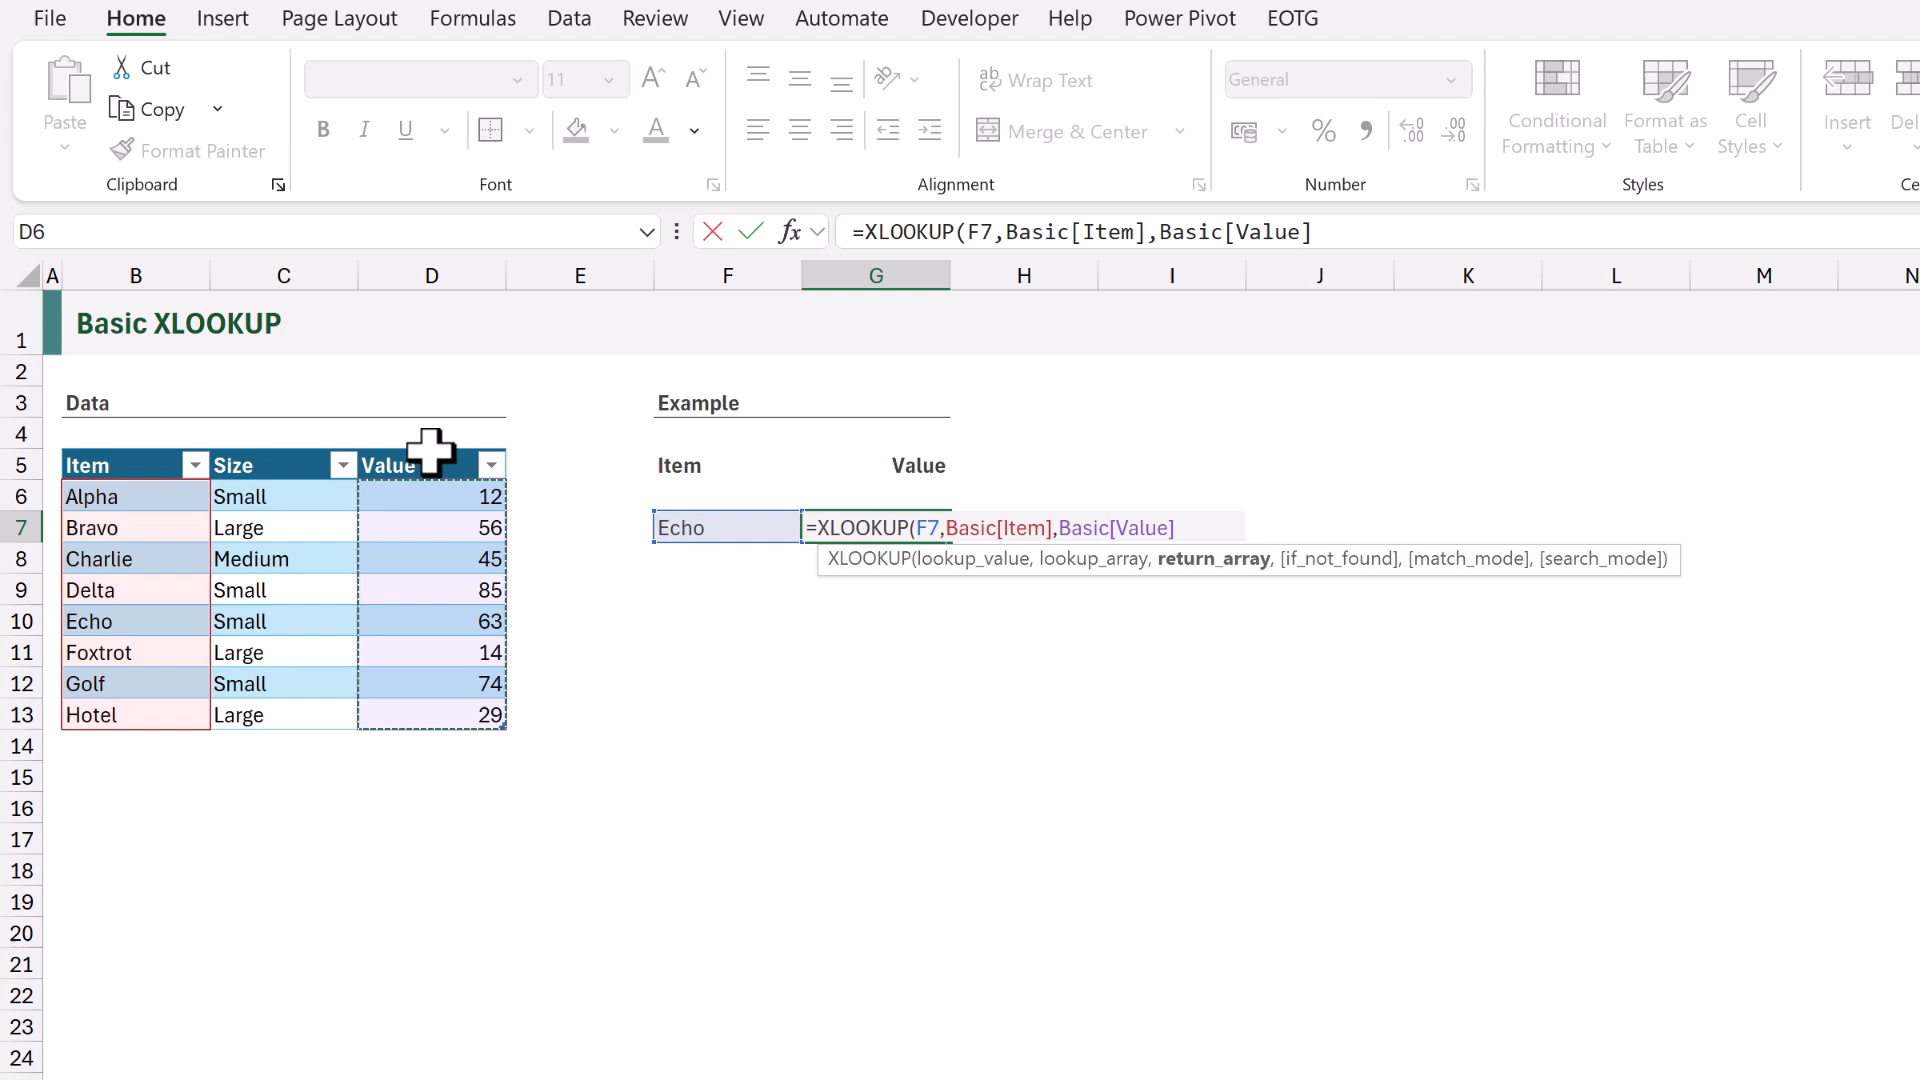 File Home Insert Page Layout Formulas Data Review View Automate Developer Help Power Pivot EOTG
Paste
Cut
Copy
Format Painter
Clipboard
11
B I U
Font
ab Wrap Text
Merge & Center
Alignment
General
Number
Conditional Formatting
Format as Table
Cell Styles
Styles
Insert
Del
Ce
D6 fx =XLOOKUP(F7,Basic[Item],Basic[Value]
A B C D E F G H I J K L M N
1 Basic XLOOKUP
2
3 Data Example
4
5 Item Size Value Item Value
6 Alpha Small 12
7 Bravo Large 56 Echo =XLOOKUP(F7,Basic[Item],Basic[Value]
8 Charlie Medium 45 XLOOKUP(lookup_value, lookup_array, return_array, [if_not_found], [match_mode], [search_mode])
9 Delta Small 85
10 Echo Small 63
11 Foxtrot Large 14
12 Golf Small 74
13 Hotel Large 29
14
15
16
17
18
19
20
21
22
23
24